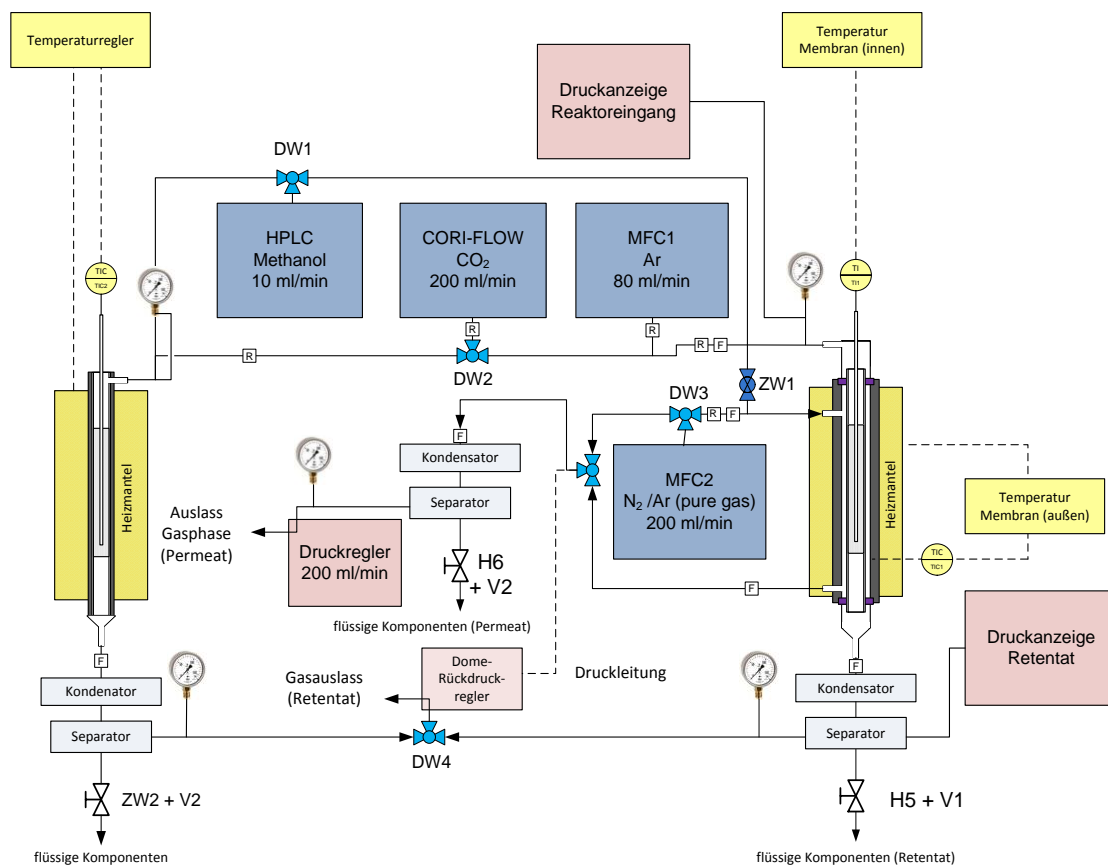 Temperaturregler
Temperatur
Membran (innen)
Druckanzeige
Reaktoreingang
DW1
HPLC
Methanol
10 ml/min
CORI-FLOW
CO₂
200 ml/min
MFC1
Ar
80 ml/min
TIC
TIC2
TI
TI1
R
R
R
R
F
DW2
ZW1
DW3
R
F
F
Kondensator
Separator
MFC2
N₂ /Ar (pure gas)
200 ml/min
Heizmantel
Heizmantel
Temperatur
Membran (außen)
TIC
TIC1
Auslass
Gasphase
(Permeat)
Druckregler
200 ml/min
H6
+ V2
flüssige Komponenten (Permeat)
F
Druckanzeige
Retentat
F
Kondenator
Separator
Gasauslass
(Retentat)
Dome-
Rückdruck-
regler
Druckleitung
F
Kondensator
Separator
DW4
ZW2 + V2
H5 + V1
flüssige Komponenten
flüssige Komponenten (Retentat)